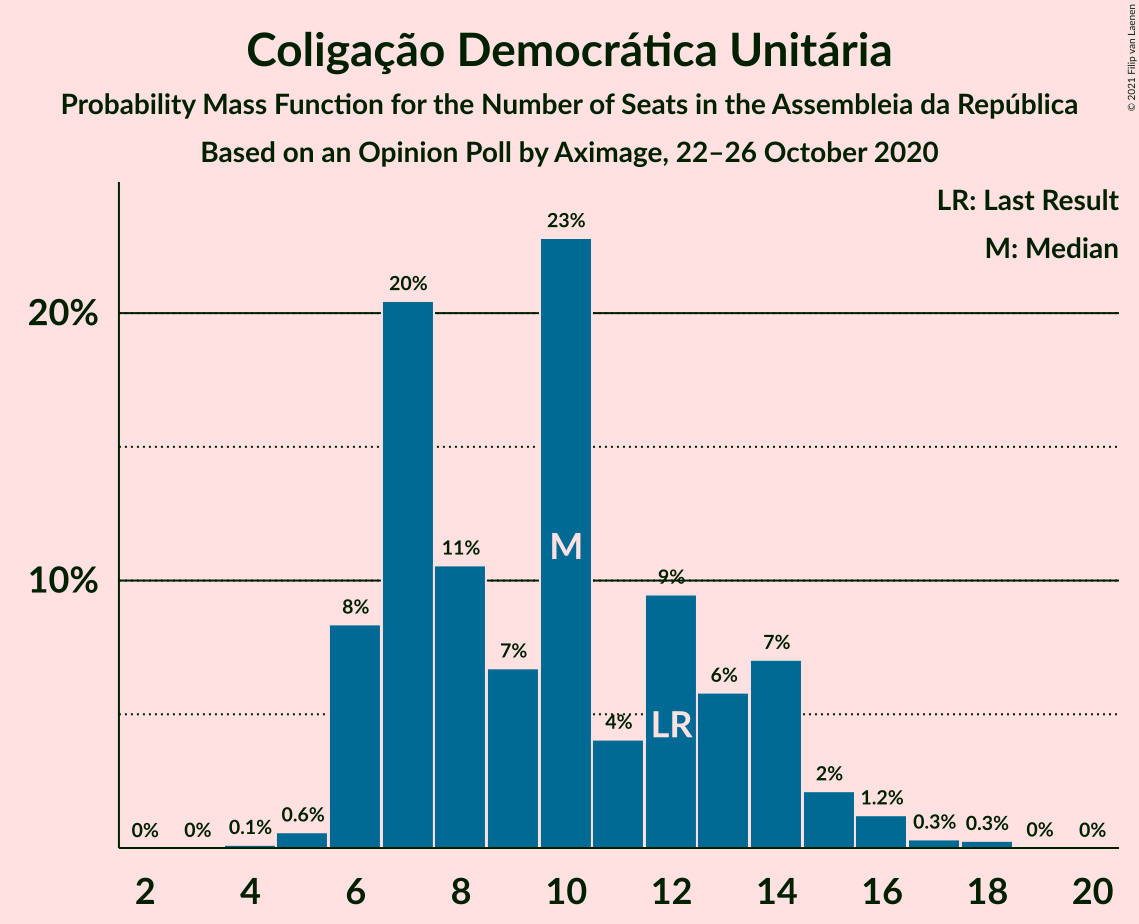 Coligação Democrática Unitária
Probability Mass Function for the Number of Seats in the Assembleia da República
Based on an Opinion Poll by Aximage, 22–26 October 2020
© 2021 Filip van Laenen
LR: Last Result
M: Median
20%
10%
0%
0%
0.1%
0.6%
8%
20%
11%
7%
23%
4%
9%
6%
7%
2%
1.2%
0.3%
0.3%
0%
0%
M
LR
2 4 6 8 10 12 14 16 18 20